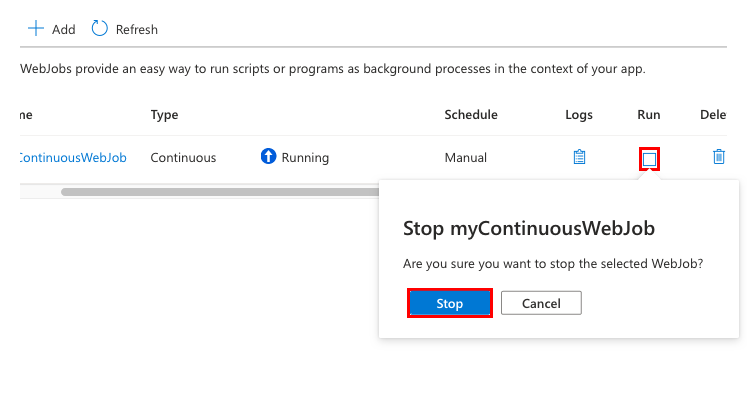 Add Refresh
WebJobs provide an easy way to run scripts or programs as background processes in the context of your app.
me Type Schedule Logs Run Dele
ContinuousWebJob Continuous Running Manual
Stop myContinuousWebJob
Are you sure you want to stop the selected WebJob?
Stop Cancel